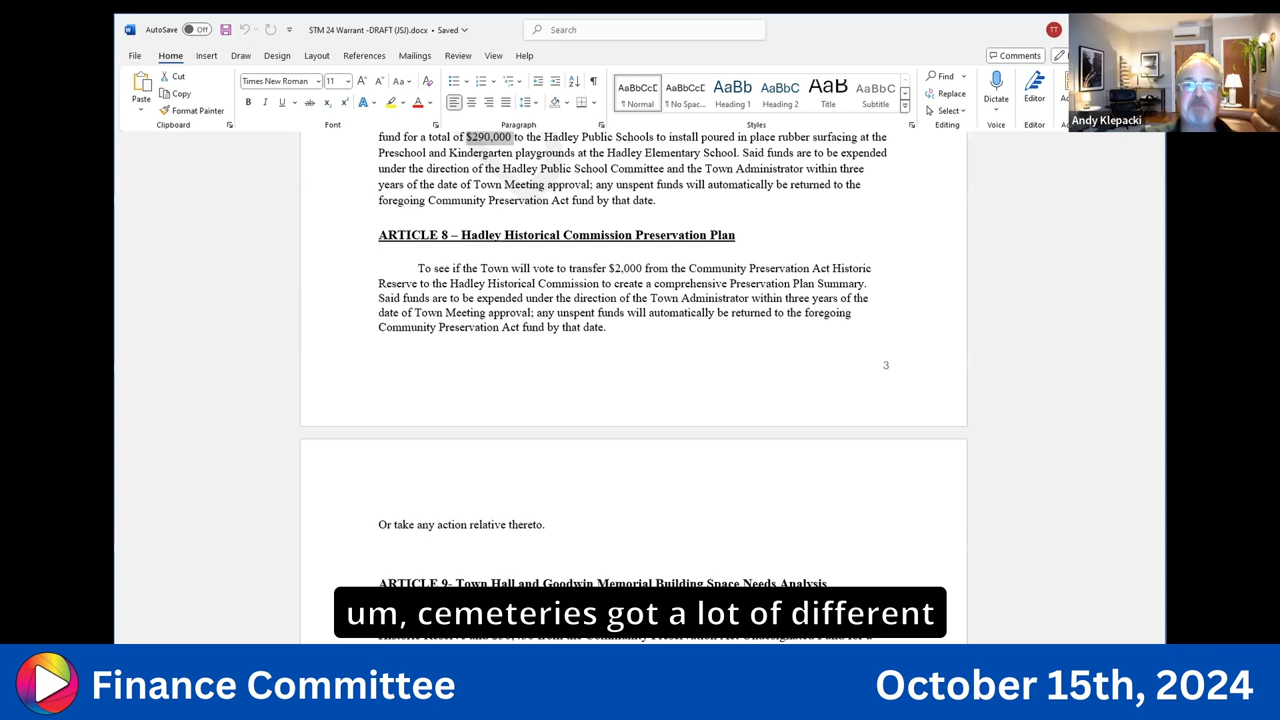 AutoSave Off STM 24 Warrant -DRAFT (JSJ).docx • Saved Search TT
File Home Insert Draw Design Layout References Mailings Review View Help Comments
Paste Cut Copy Format Painter Clipboard
Times New Roman 11 Font
Paragraph
AaBbCcD Normal AaBbCcD No Spac... AaBb Heading 1 AaBbC Heading 2 AaB Title AaBbC Subtitle Styles
Find Replace Select Editing
Dictate Voice
Editor Editor
Andy Klepacki
fund for a total of $290,000 to the Hadley Public Schools to install poured in place rubber surfacing at the
Preschool and Kindergarten playgrounds at the Hadley Elementary School. Said funds are to be expended
under the direction of the Hadley Public School Committee and the Town Administrator within three
years of the date of Town Meeting approval; any unspent funds will automatically be returned to the
foregoing Community Preservation Act fund by that date.
ARTICLE 8 – Hadley Historical Commission Preservation Plan
To see if the Town will vote to transfer $2,000 from the Community Preservation Act Historic
Reserve to the Hadley Historical Commission to create a comprehensive Preservation Plan Summary.
Said funds are to be expended under the direction of the Town Administrator within three years of the
date of Town Meeting approval; any unspent funds will automatically be returned to the foregoing
Community Preservation Act fund by that date.
3
Or take any action relative thereto.
ARTICLE 9- Town Hall and Goodwin Memorial Building Space Needs Analysis
um, cemeteries got a lot of different
Finance Committee
October 15th, 2024